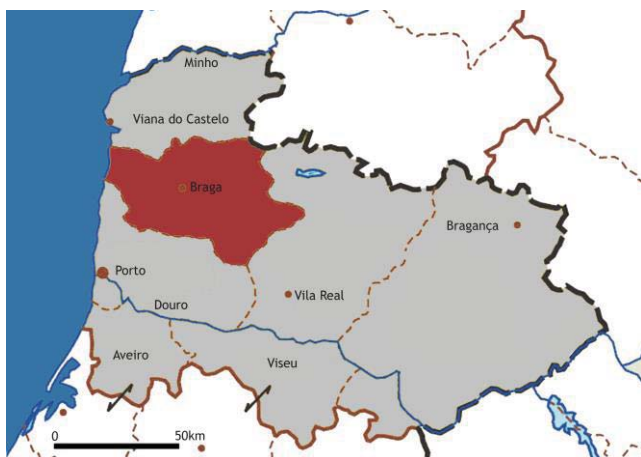 Minho
Viana do Castelo
Braga
Bragança
Porto
Vila Real
Douro
Aveiro
Viseu
0 50km